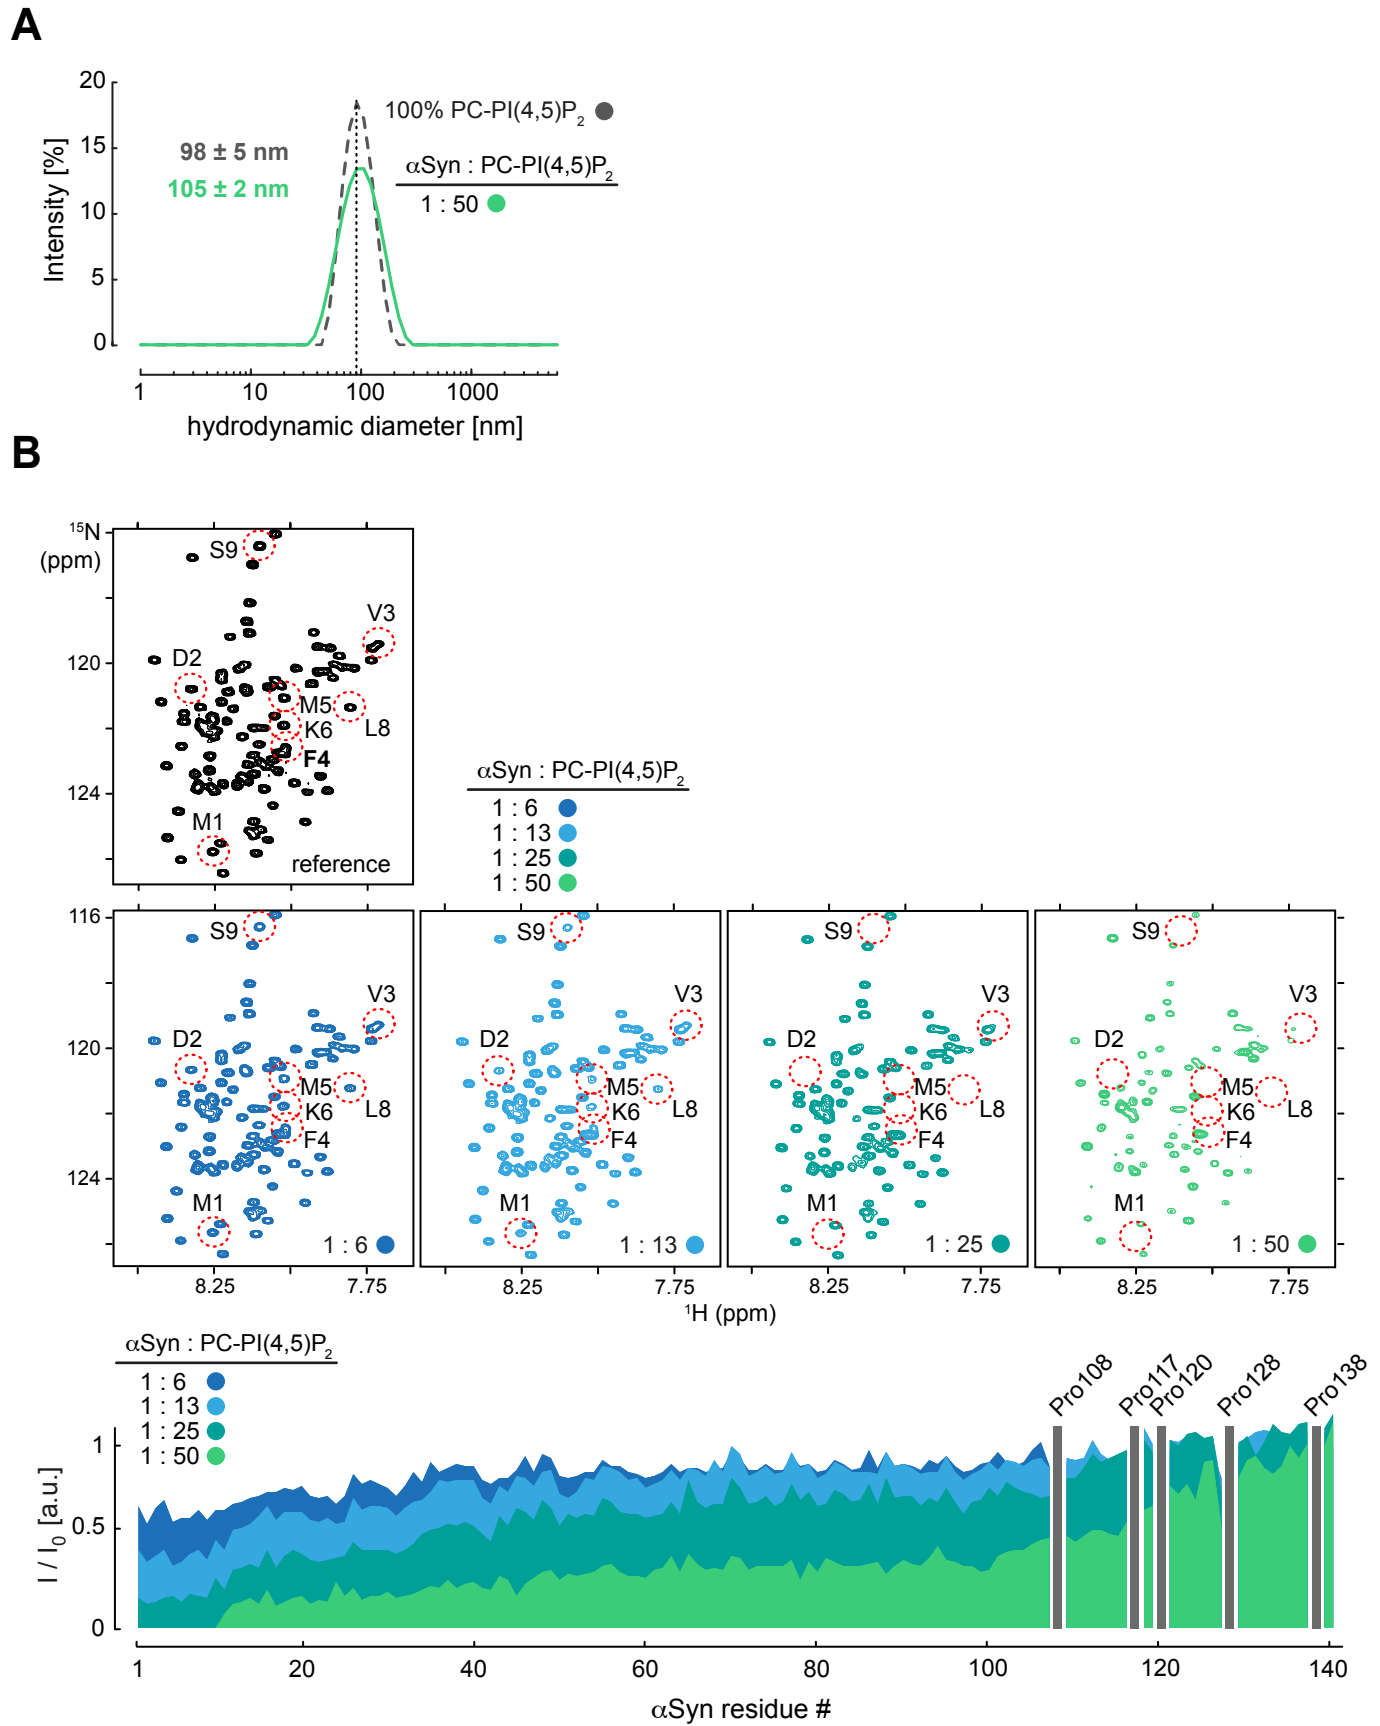 A
20
15
10
5
0
Intensity [%]
98 ± 5 nm
105 ± 2 nm
100% PC-PI(4,5)P2
αSyn : PC-PI(4,5)P2
1 : 50
1 10 100 1000
hydrodynamic diameter [nm]
B
15N
(ppm)
120
124
S9
V3
D2
M5
K6
L8
F4
M1
reference
αSyn : PC-PI(4,5)P2
1 : 6
1 : 13
1 : 25
1 : 50
116
120
124
S9
V3
D2
M5
K6
L8
F4
M1
1 : 6
8.25 7.75
S9
V3
D2
M5
K6
L8
F4
M1
1 : 13
8.25 7.75
S9
V3
D2
M5
K6
L8
F4
M1
1 : 25
8.25 7.75
S9
V3
D2
M5
K6
L8
F4
M1
1 : 50
8.25 7.75
1H (ppm)
αSyn : PC-PI(4,5)P2
1 : 6
1 : 13
1 : 25
1 : 50
Pro108
Pro117
Pro120
Pro128
Pro138
1
0.5
0
I / I0 [a.u.]
1 20 40 60 80 100 120 140
αSyn residue #